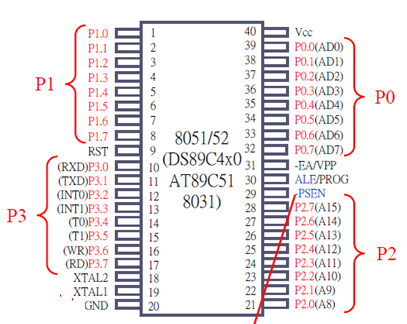 P1.0 1 40 Vcc
P1.1 2 39 P0.0(AD0)
P1.2 3 38 P0.1(AD1)
P1.3 4 37 P0.2(AD2)
P1.4 5 36 P0.3(AD3)
P1.5 6 35 P0.4(AD4)
P1.6 7 34 P0.5(AD5)
P1.7 8 33 P0.6(AD6)
RST 9 32 P0.7(AD7)
(RXD)P3.0 10 31 -EA/VPP
(TXD)P3.1 11 30 ALE/PROG
(INT0)P3.2 12 29 -PSEN
(INT1)P3.3 13 28 P2.7(A15)
(T0)P3.4 14 27 P2.6(A14)
(T1)P3.5 15 26 P2.5(A13)
(WR)P3.6 16 25 P2.4(A12)
(RD)P3.7 17 24 P2.3(A11)
XTAL2 18 23 P2.2(A10)
XTAL1 19 22 P2.1(A9)
GND 20 21 P2.0(A8)
8051/52
(DS89C4x0
AT89C51
8031)
P1
P3
P0
P2